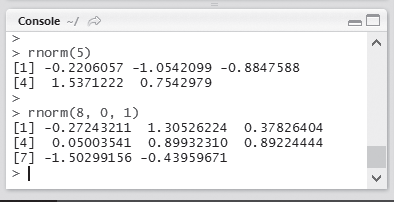 Console ~/
>
> rnorm(5)
[1] -0.2206057 -1.0542099 -0.8847588
[4]  1.5371222  0.7542979
>
> rnorm(8, 0, 1)
[1] -0.27243211  1.30526224  0.37826404
[4]  0.05003541  0.89932310  0.89224444
[7] -1.50299156 -0.43959671
>